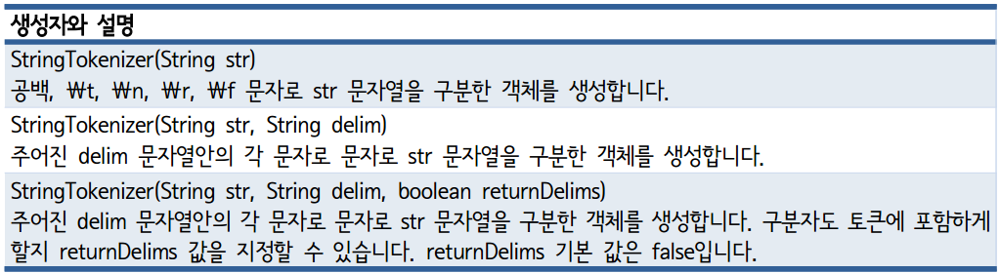 생성자와 설명
StringTokenizer(String str)
공백, ₩t, ₩n, ₩r, ₩f 문자로 str 문자열을 구분한 객체를 생성합니다.
StringTokenizer(String str, String delim)
주어진 delim 문자열안의 각 문자로 문자로 str 문자열을 구분한 객체를 생성합니다.
StringTokenizer(String str, String delim, boolean returnDelims)
주어진 delim 문자열안의 각 문자로 문자로 str 문자열을 구분한 객체를 생성합니다. 구분자도 토큰에 포함하게
할지 returnDelims 값을 지정할 수 있습니다. returnDelims 기본 값은 false입니다.